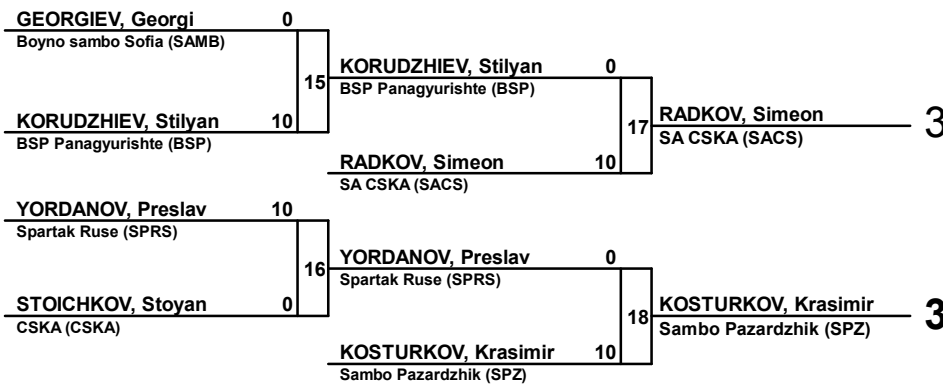 GEORGIEV, Georgi 0
Boyno sambo Sofia (SAMB)
15
KORUDZHIEV, Stilyan 10
BSP Panagyurishte (BSP)
KORUDZHIEV, Stilyan 0
BSP Panagyurishte (BSP)
17
RADKOV, Simeon 10
SA CSKA (SACS)
RADKOV, Simeon
SA CSKA (SACS)
3
YORDANOV, Preslav 10
Spartak Ruse (SPRS)
16
STOICHKOV, Stoyan 0
CSKA (CSKA)
YORDANOV, Preslav 0
Spartak Ruse (SPRS)
18
KOSTURKOV, Krasimir 10
Sambo Pazardzhik (SPZ)
KOSTURKOV, Krasimir
Sambo Pazardzhik (SPZ)
3